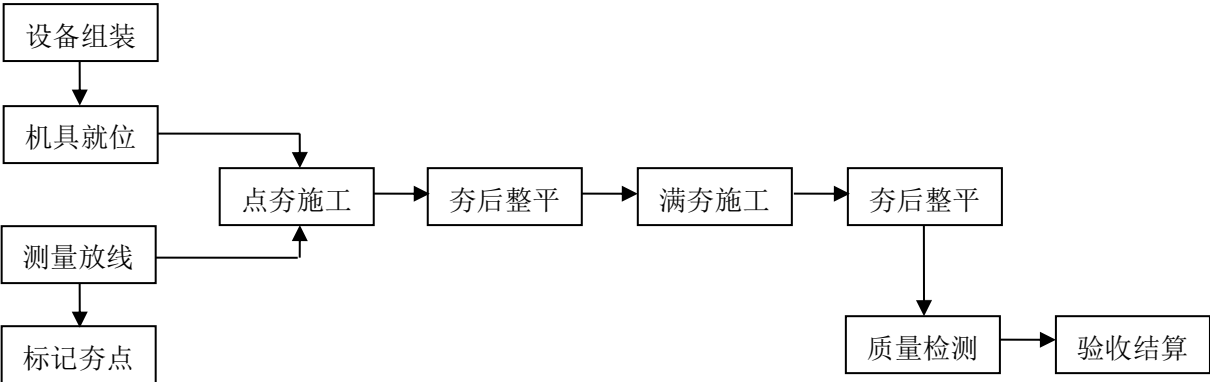 设备组装
机具就位
点夯施工
夯后整平
满夯施工
夯后整平
测量放线
标记夯点
质量检测
验收结算